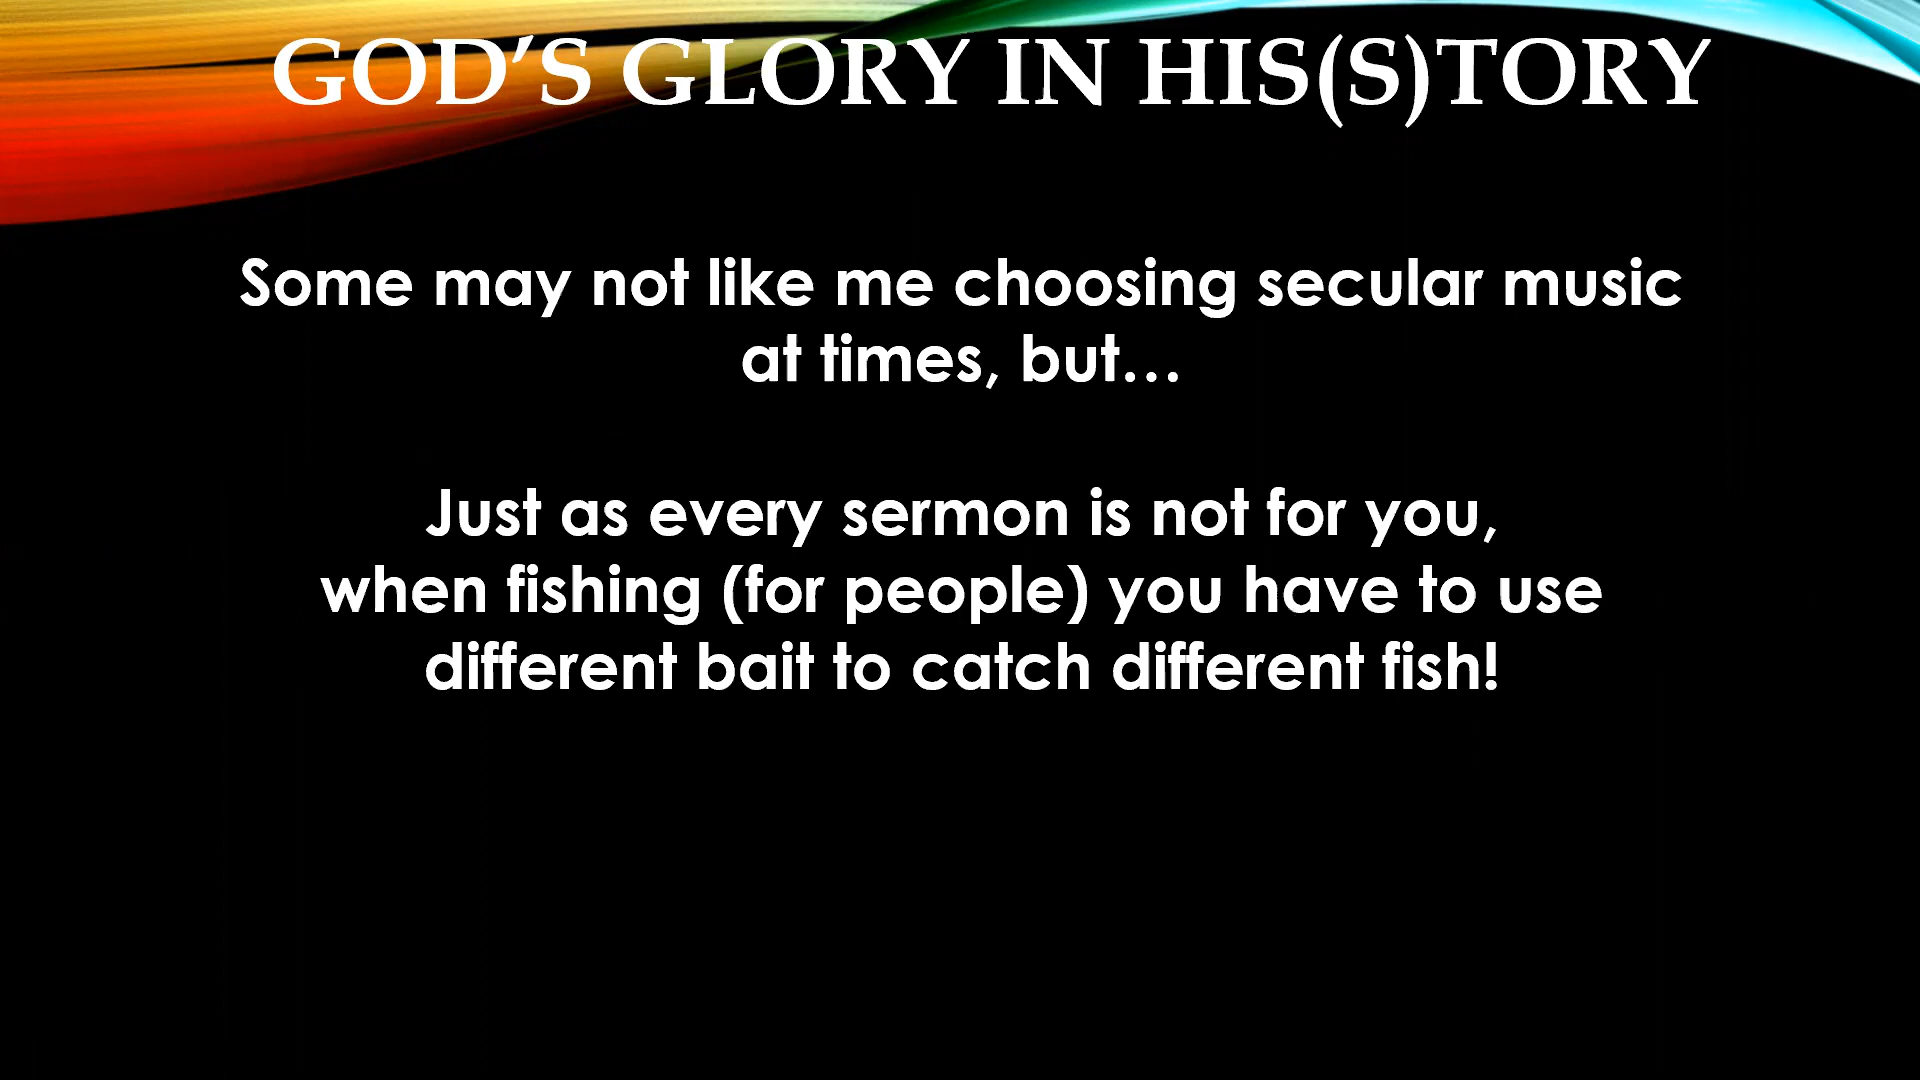 GOD’S GLORY IN HIS(S)TORY
Some may not like me choosing secular music
at times, but…
Just as every sermon is not for you,
when fishing (for people) you have to use
different bait to catch different fish!